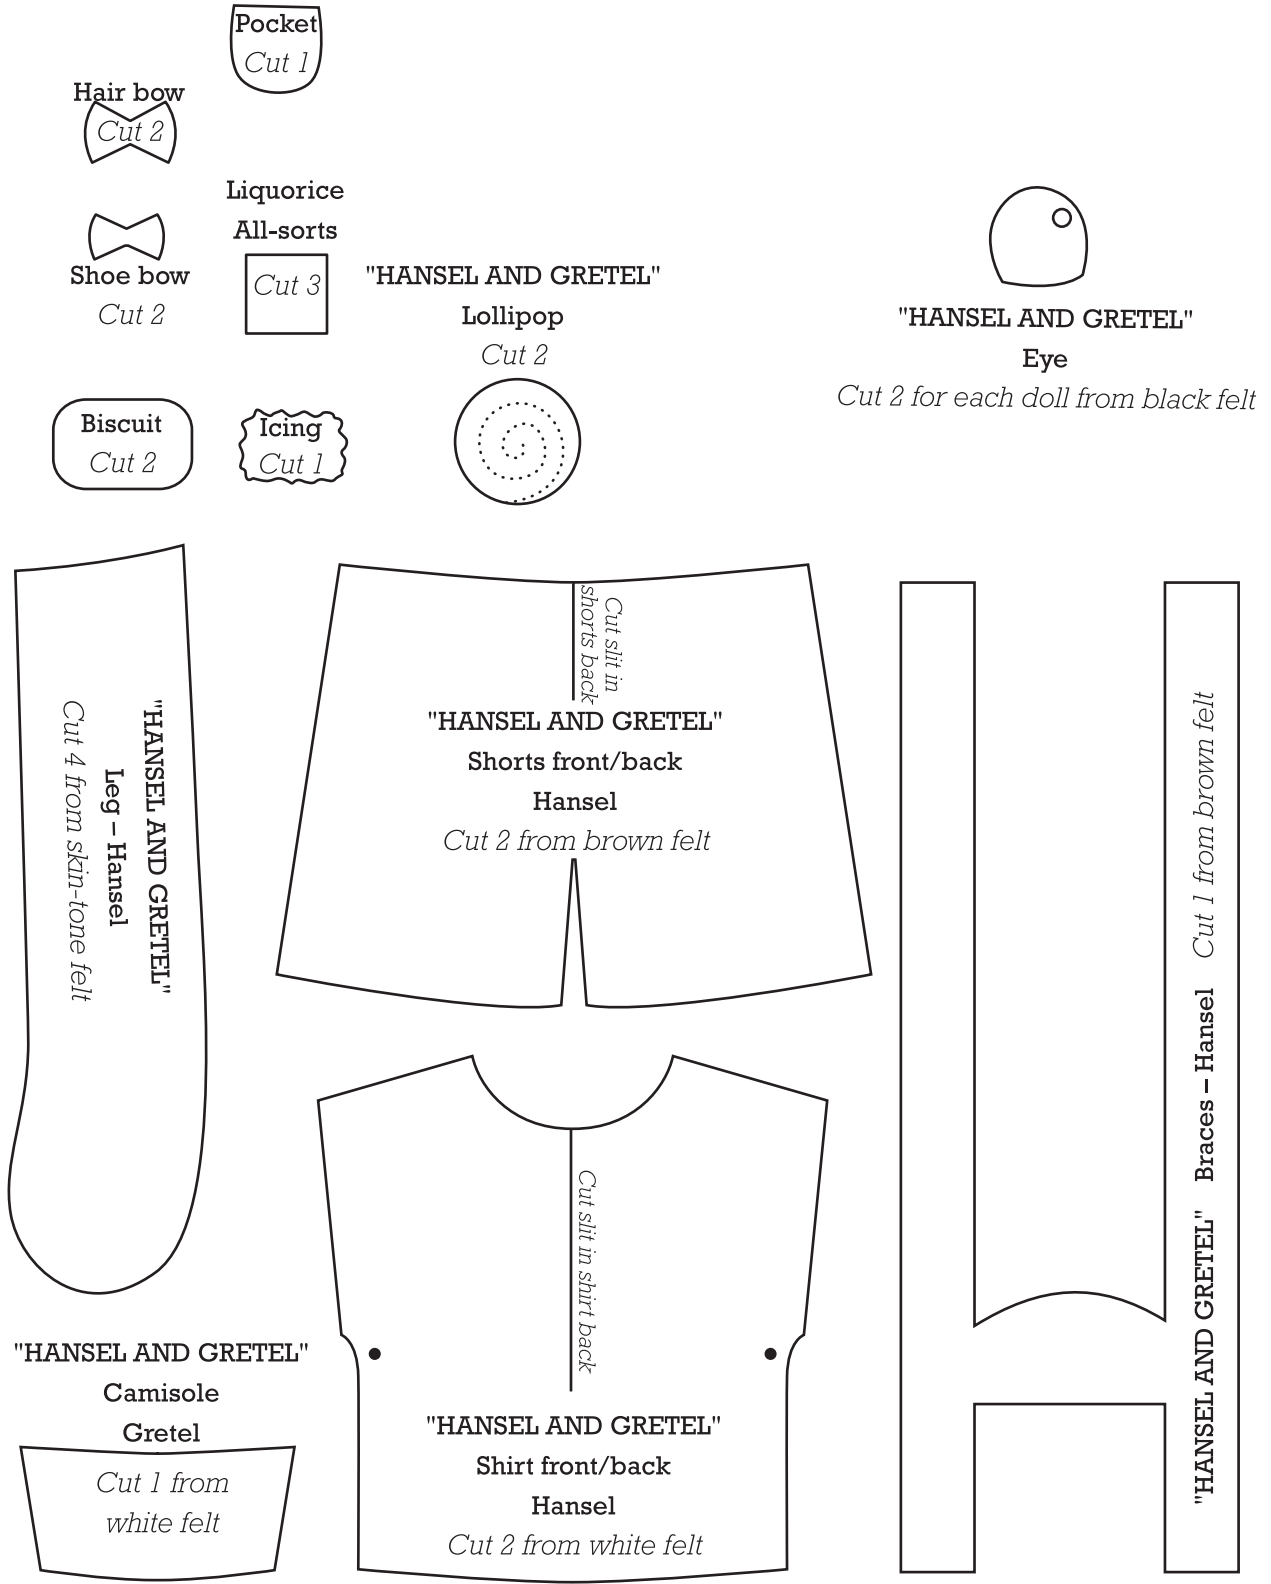 Pocket
Cut 1
Hair bow
Cut 2
Liquorice
All-sorts
Cut 3
Shoe bow
Cut 2
"HANSEL AND GRETEL"
Lollipop
Cut 2
"HANSEL AND GRETEL"
Eye
Cut 2 for each doll from black felt
Biscuit
Cut 2
Icing
Cut 1
"HANSEL AND GRETEL"
Leg – Hansel
Cut 4 from skin-tone felt
Cut slit in
shorts back
"HANSEL AND GRETEL"
Shorts front/back
Hansel
Cut 2 from brown felt
"HANSEL AND GRETEL" Braces – Hansel Cut 1 from brown felt
Cut slit in shirt back
"HANSEL AND GRETEL"
Shirt front/back
Hansel
Cut 2 from white felt
"HANSEL AND GRETEL"
Camisole
Gretel
Cut 1 from
white felt